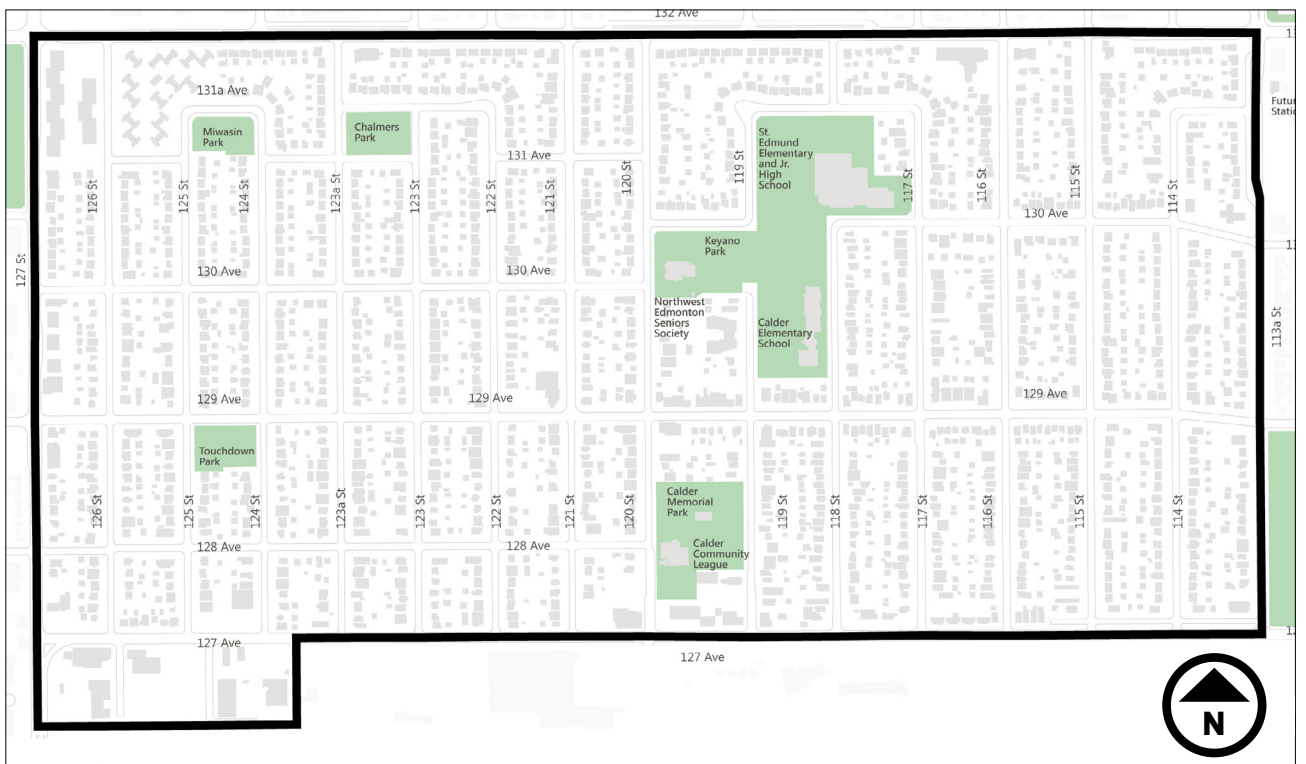 132 Ave
131a Ave
Miwasin
Park
Chalmers
Park
St.
Edmund
Elementary
and Jr.
High
School
Futur
Static
131 Ave
126 St
125 St
124 St
123a St
123 St
122 St
121 St
120 St
119 St
117 St
116 St
115 St
114 St
130 Ave
Keyano
Park
127 St
130 Ave
130 Ave
Northwest
Edmonton
Seniors
Society
Calder
Elementary
School
113a St
129 Ave
129 Ave
129 Ave
Touchdown
Park
Calder
Memorial
Park
126 St
125 St
124 St
123a St
123 St
122 St
121 St
120 St
119 St
118 St
117 St
116 St
115 St
114 St
128 Ave
128 Ave
Calder
Community
League
127 Ave
127 Ave
N